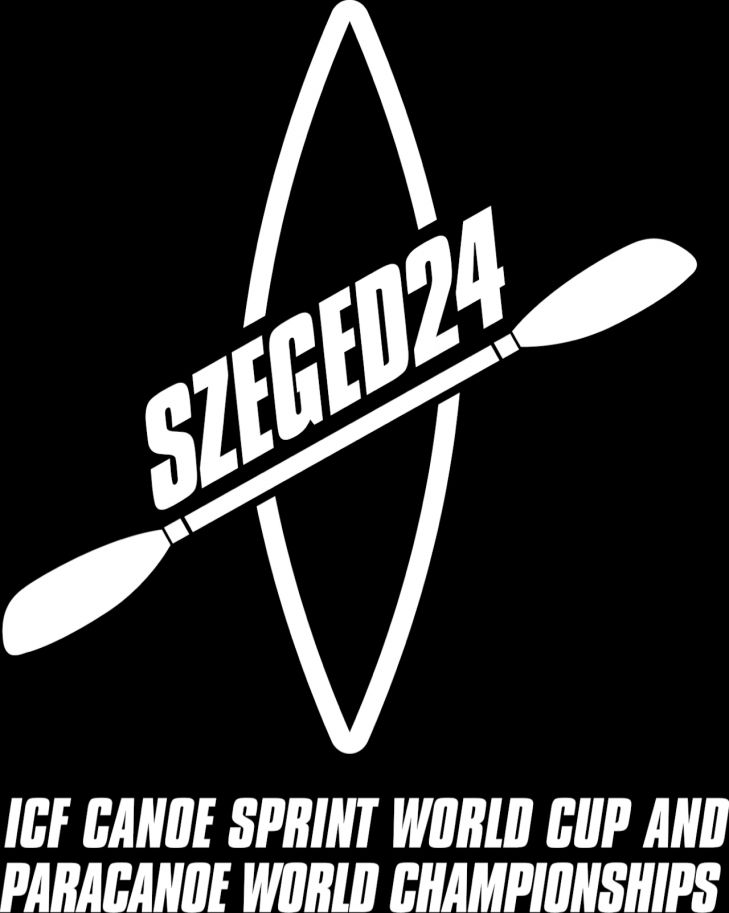 SZEGED24
ICF CANOE SPRINT WORLD CUP AND
PARACANOE WORLD CHAMPIONSHIPS